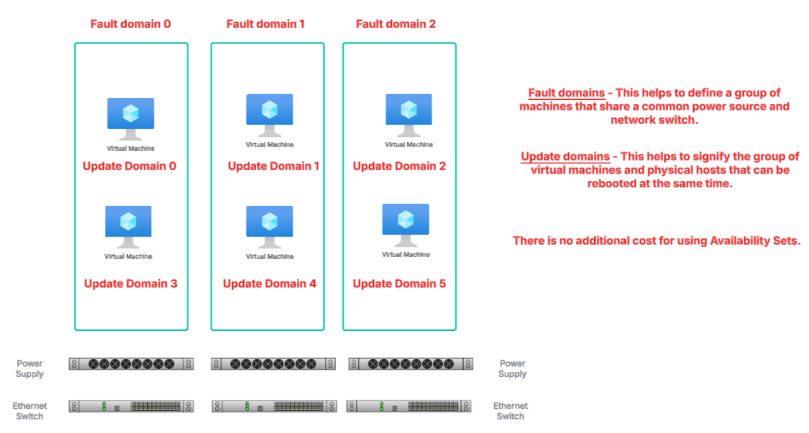 Fault domain 0
Fault domain 1
Fault domain 2
Virtual Machine
Update Domain 0
Virtual Machine
Update Domain 1
Virtual Machine
Update Domain 2
Virtual Machine
Update Domain 3
Virtual Machine
Update Domain 4
Virtual Machine
Update Domain 5
Fault domains - This helps to define a group of
machines that share a common power source and
network switch.
Update domains - This helps to signify the group of
virtual machines and physical hosts that can be
rebooted at the same time.
There is no additional cost for using Availability Sets.
Power
Supply
Power
Supply
Ethernet
Switch
Ethernet
Switch